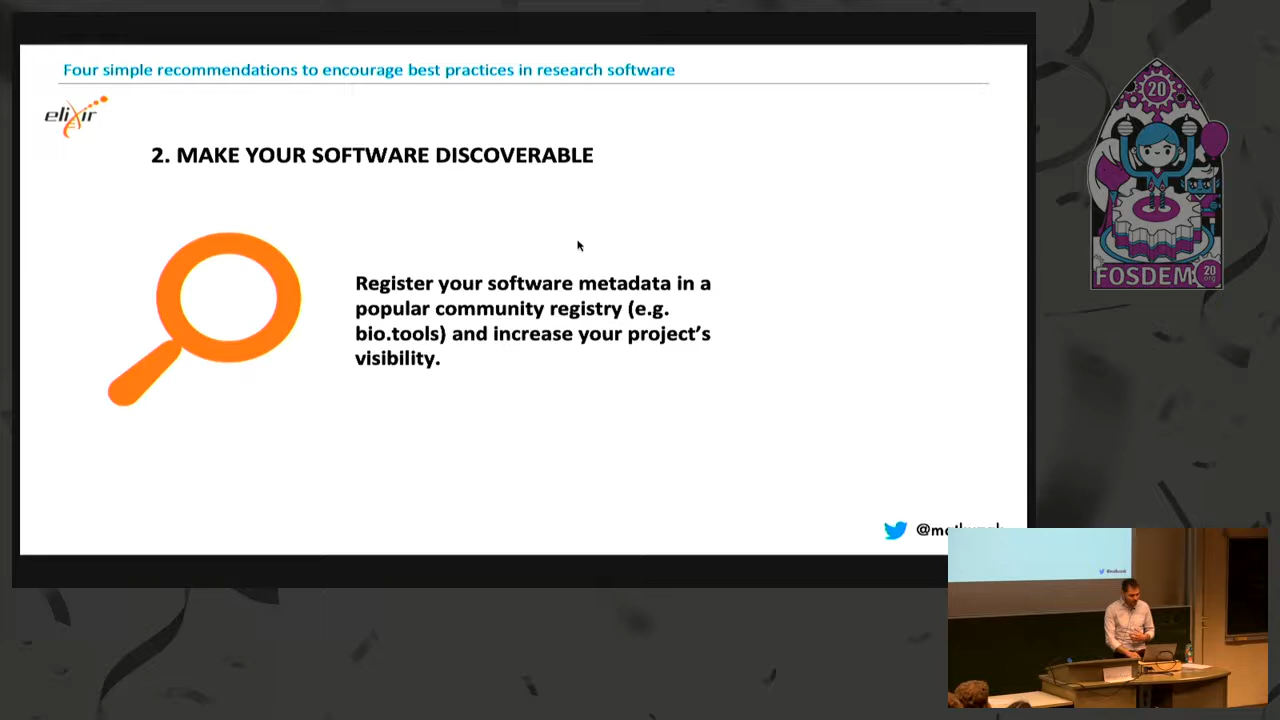 Four simple recommendations to encourage best practices in research software
elixir
2. MAKE YOUR SOFTWARE DISCOVERABLE
Register your software metadata in a
popular community registry (e.g.
bio.tools) and increase your project's
visibility.
20
FOSDEM
20
org